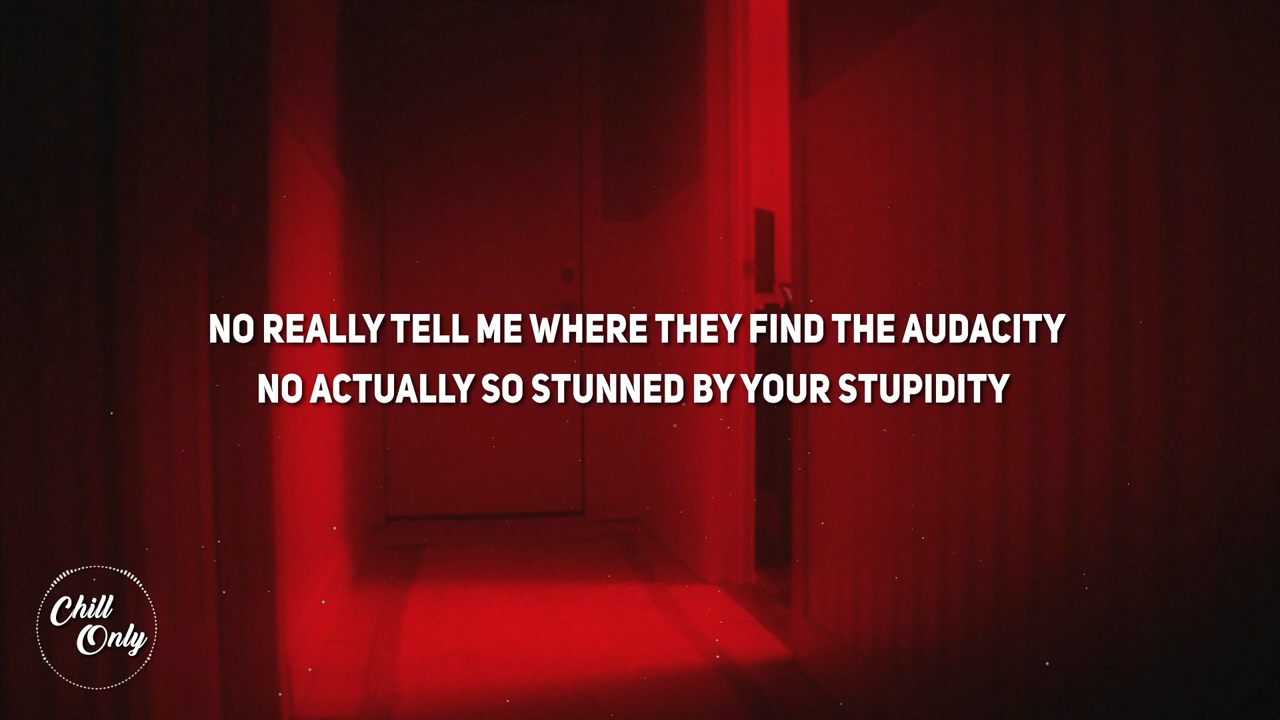 NO REALLY TELL ME WHERE THEY FIND THE AUDACITY
NO ACTUALLY SO STUNNED BY YOUR STUPIDITY
Chill
Only